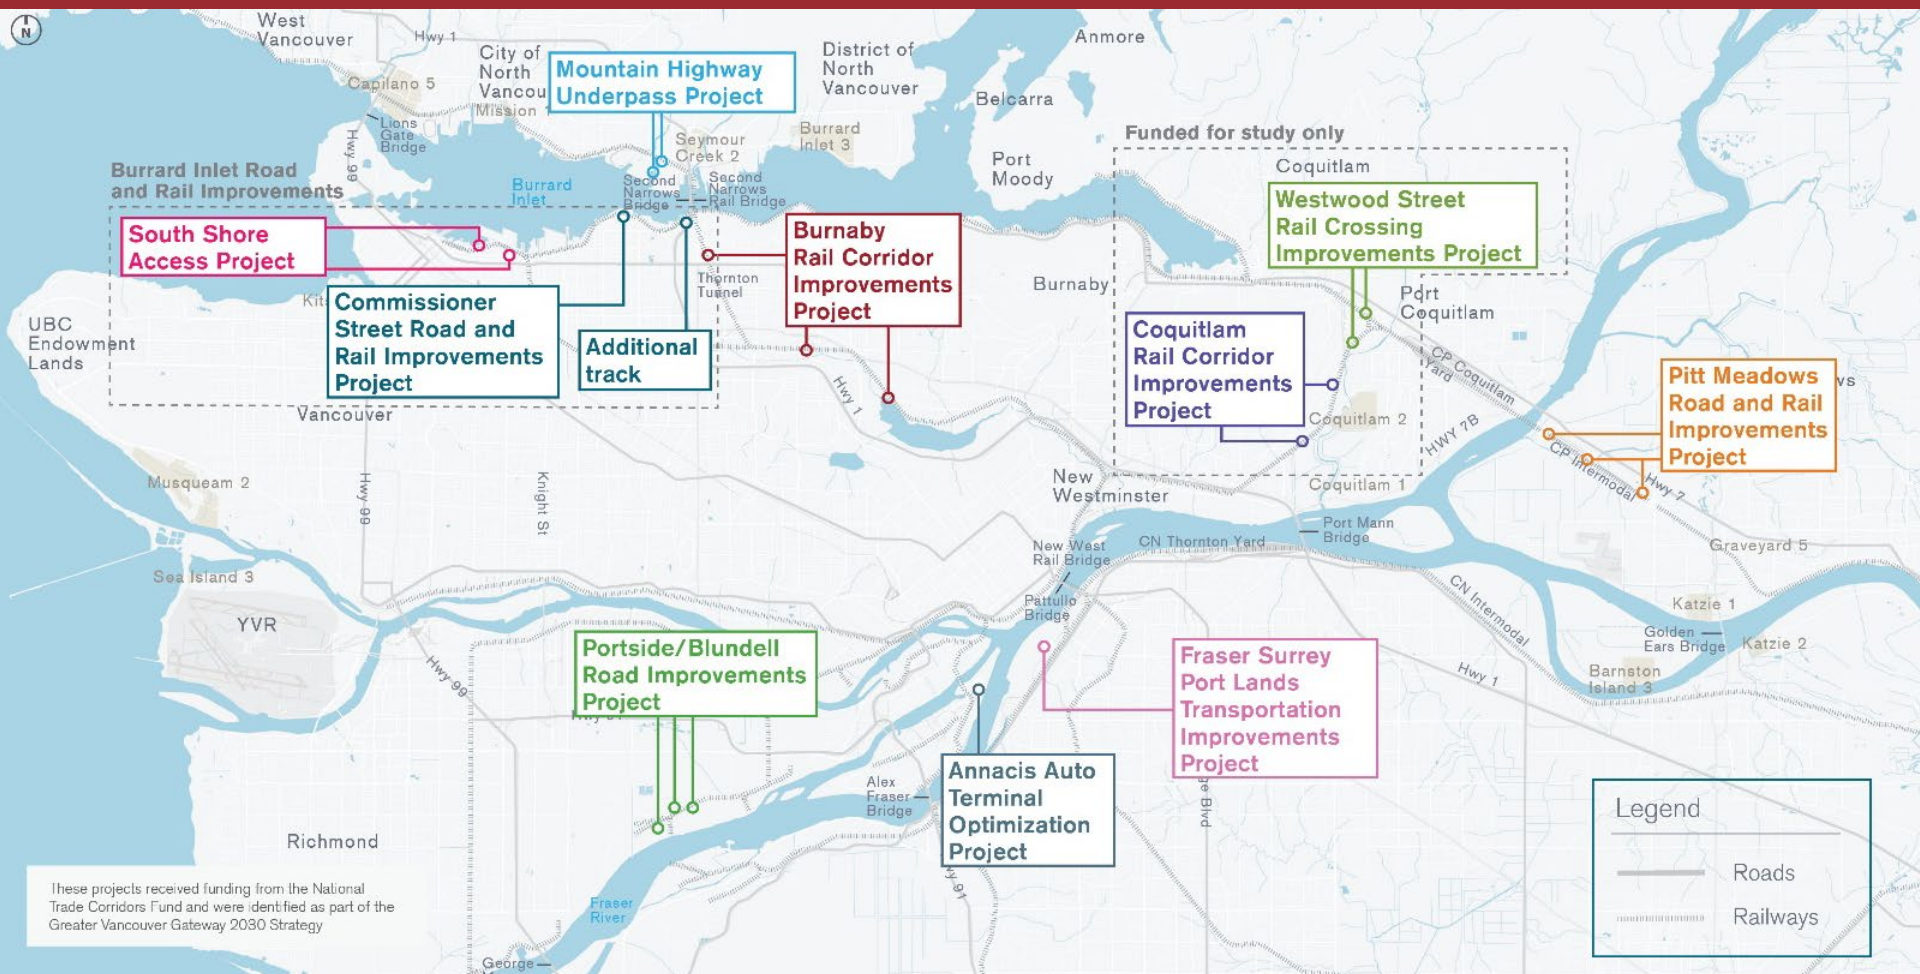 N
West
Vancouver
Hwy 1
City of
North
Vancou
Mission
Mountain Highway
Underpass Project
District of
North
Vancouver
Anmore
Belcarra
Capilano 5
Lions
Gate
Bridge
Hwy 99
Seymour
Creek 2
Burrard
Inlet 3
Port
Moody
Funded for study only
Coquitlam
Burrard Inlet Road
and Rail Improvements
Burrard
Inlet
Second
Narrows
Bridge
Second
Narrows
Rail Bridge
South Shore
Access Project
Westwood Street
Rail Crossing
Improvements Project
Burnaby
Rail Corridor
Improvements
Project
Thornton
Tunnel
Burnaby
Kit
Commissioner
Street Road and
Rail Improvements
Project
Additional
track
Port
Coquitlam
UBC
Endowment
Lands
Coquitlam
Rail Corridor
Improvements
Project
CP Coquitlam
Yard
Pitt Meadows
Road and Rail
Improvements
Project
ws
Hwy 1
Vancouver
Coquitlam 2
HWY 7B
CP Intermodal
Hwy 7
Musqueam 2
Hwy 99
Knight St
New
Westminster
Coquitlam 1
Port Mann
Bridge
New West
Rail Bridge
CN Thornton Yard
Graveyard 5
Sea Island 3
Pattullo
Bridge
CN Intermodal
Katzie 1
YVR
Golden
Ears Bridge
Katzie 2
Portside/Blundell
Road Improvements
Project
Hwy 99
Fraser Surrey
Port Lands
Transportation
Improvements
Project
Hwy 1
Barnston
Island 3
Annacis Auto
Terminal
Optimization
Project
Alex
Fraser
Bridge
ge Blvd
Legend
Roads
Railways
Richmond
wy 91
These projects received funding from the National
Trade Corridors Fund and were identified as part of the
Greater Vancouver Gateway 2030 Strategy
Fraser
River
George